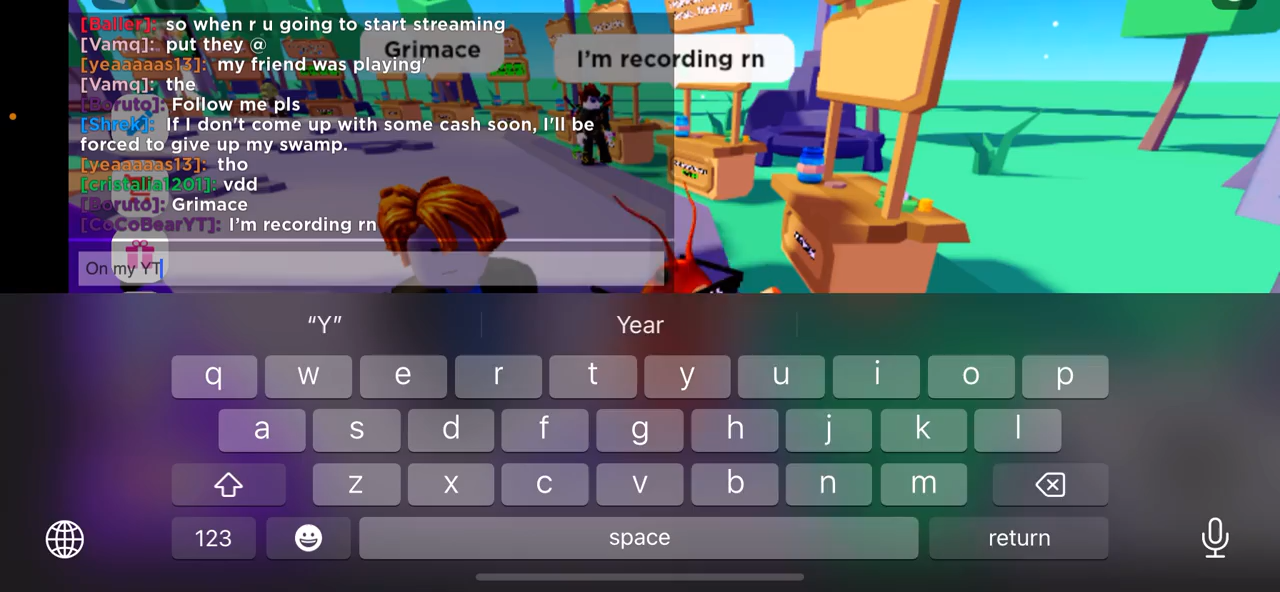 [Baller]: so when r u going to start streaming
[Vamq]: put they @
[yeaaaaas13]: my friend was playing'
[Vamq]: the
[Boruto]: Follow me pls
[Shrek]: If I don't come up with some cash soon, I'll be
forced to give up my swamp.
[yeaaaaas13]: tho
[cristalia1201]: vdd
[Boruto]: Grimace
[CoCoBearYT]: I'm recording rn
Grimace
I'm recording rn
On my YT
“Y”
Year
q w e r t y u i o p
a s d f g h j k l
z x c v b n m
123
space
return